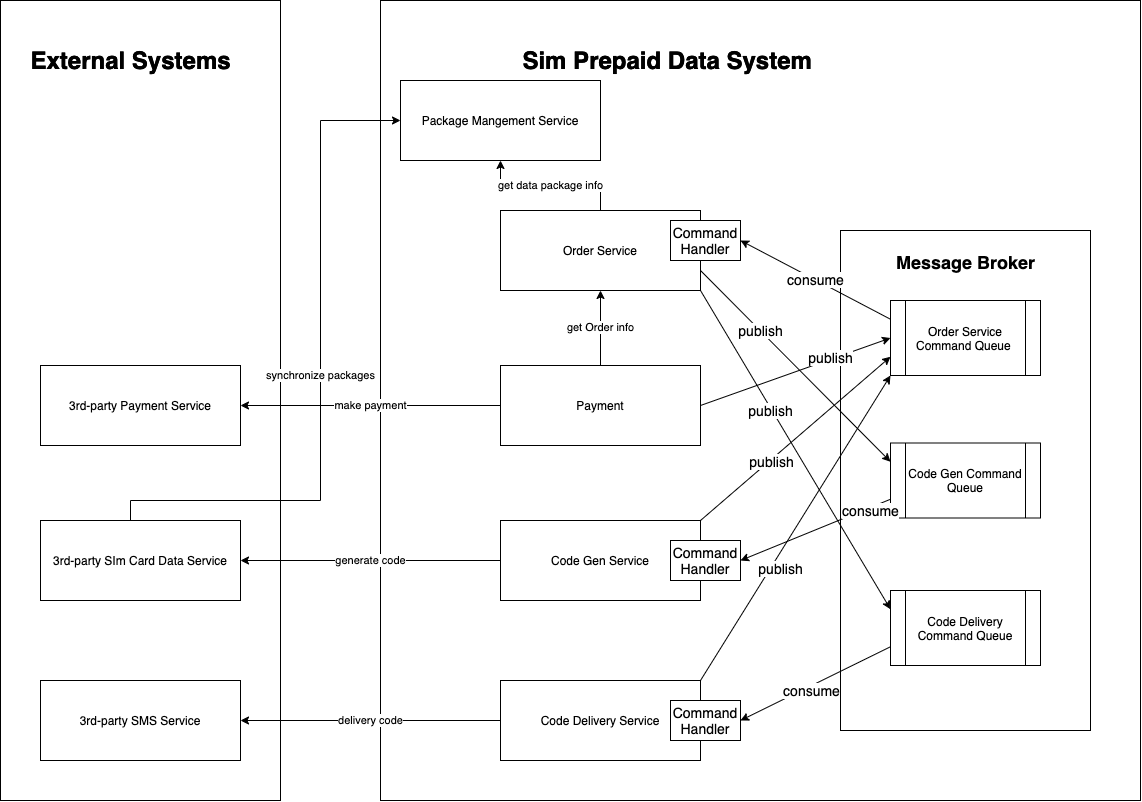 External Systems
Sim Prepaid Data System
Package Mangement Service
get data package info
Order Service
Command
Handler
Message Broker
consume
Order Service
Command Queue
get Order info
publish
publish
synchronize packages
3rd-party Payment Service
make payment
Payment
publish
publish
Code Gen Command
Queue
consume
3rd-party SIm Card Data Service
generate code
Code Gen Service
Command
Handler
publish
Code Delivery
Command Queue
consume
3rd-party SMS Service
delivery code
Code Delivery Service
Command
Handler